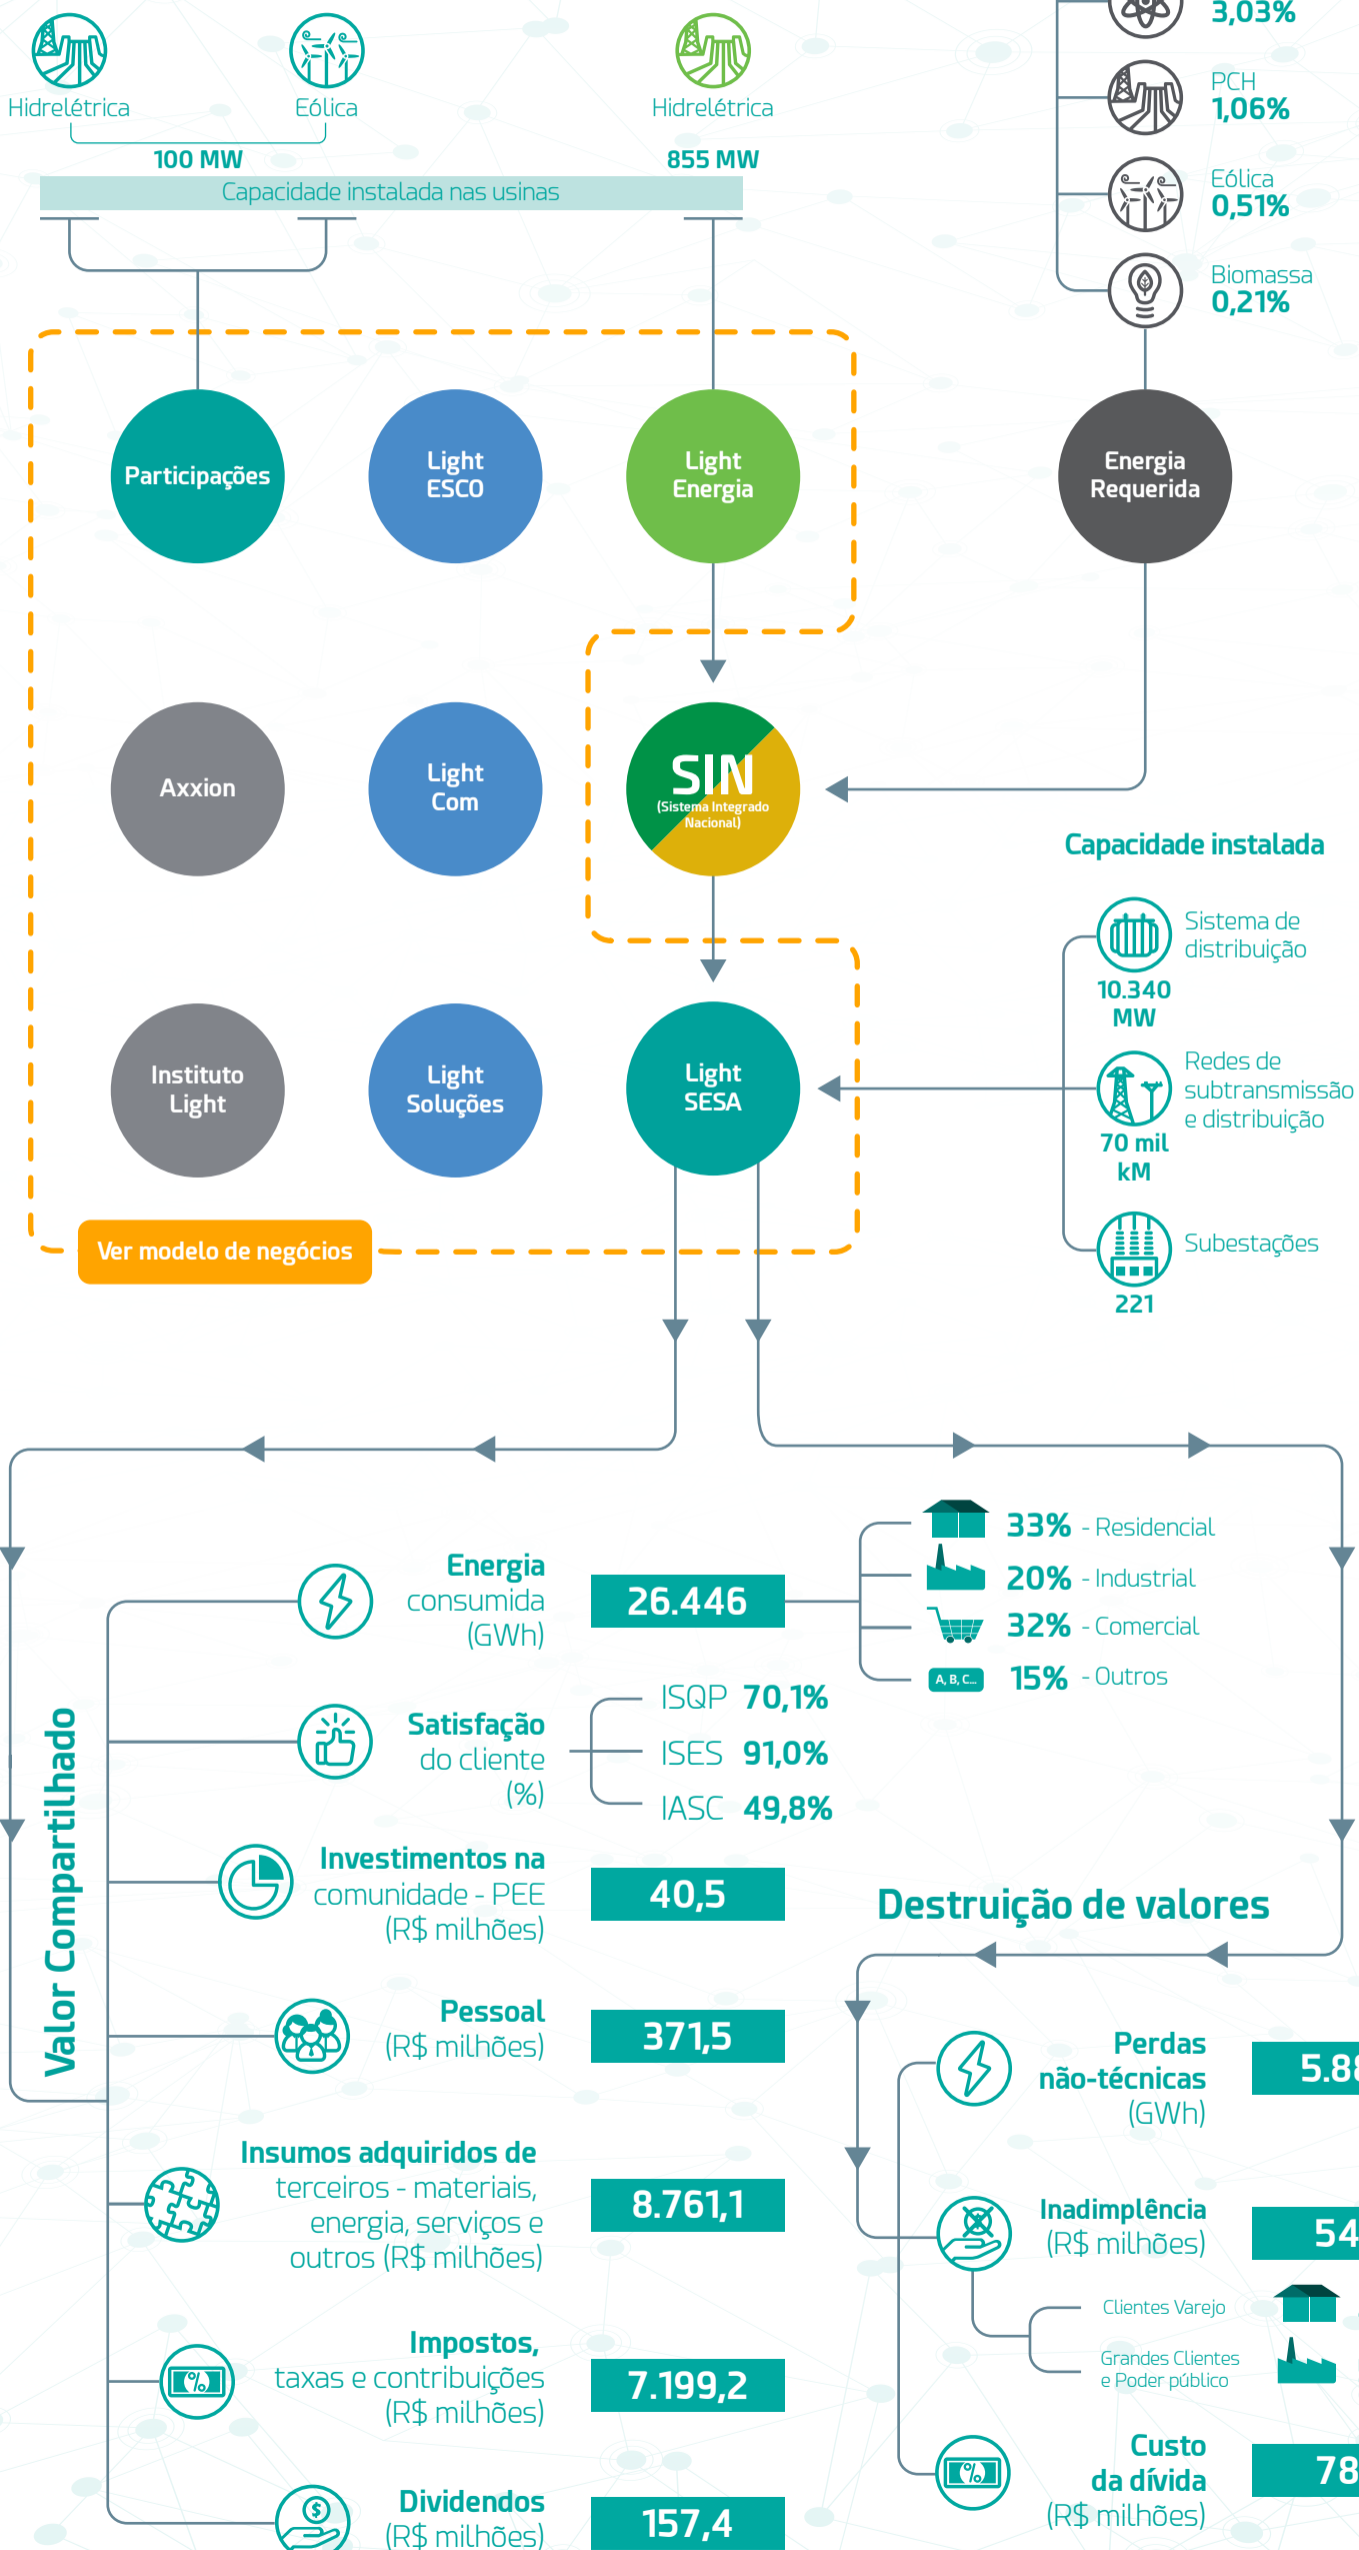 Hidrelétrica
Eólica
100 MW
Hidrelétrica
855 MW
Capacidade instalada nas usinas
3,03%
PCH
1,06%
Eólica
0,51%
Biomassa
0,21%
Participações
Light
ESCO
Light
Energia
Energia
Requerida
Axxion
Light
Com
SIN
(Sistema Integrado
Nacional)
Instituto
Light
Light
Soluções
Light
SESA
Ver modelo de negócios
Capacidade instalada
Sistema de
distribuição
10.340
MW
Redes de
subtransmissão
e distribuição
70 mil
kM
Subestações
221
Valor Compartilhado
Energia
consumida
(GWh)
26.446
33% - Residencial
20% - Industrial
32% - Comercial
A, B, C...
15% - Outros
Satisfação
do cliente
(%)
ISQP 70,1%
ISES 91,0%
IASC 49,8%
Investimentos na
comunidade - PEE
(R$ milhões)
40,5
Pessoal
(R$ milhões)
371,5
Insumos adquiridos de
terceiros - materiais,
energia, serviços e
outros (R$ milhões)
8.761,1
Impostos,
taxas e contribuições
(R$ milhões)
7.199,2
Dividendos
(R$ milhões)
157,4
Destruição de valores
Perdas
não-técnicas
(GWh)
Inadimplência
(R$ milhões)
54
Clientes Varejo
Grandes Clientes
e Poder público
Custo
da dívida
(R$ milhões)
78